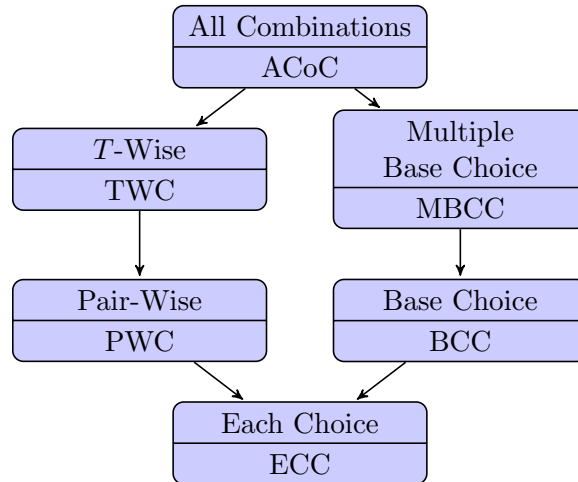 All Combinations
ACoC
T-Wise
TWC
Multiple
Base Choice
MBCC
Pair-Wise
PWC
Base Choice
BCC
Each Choice
ECC